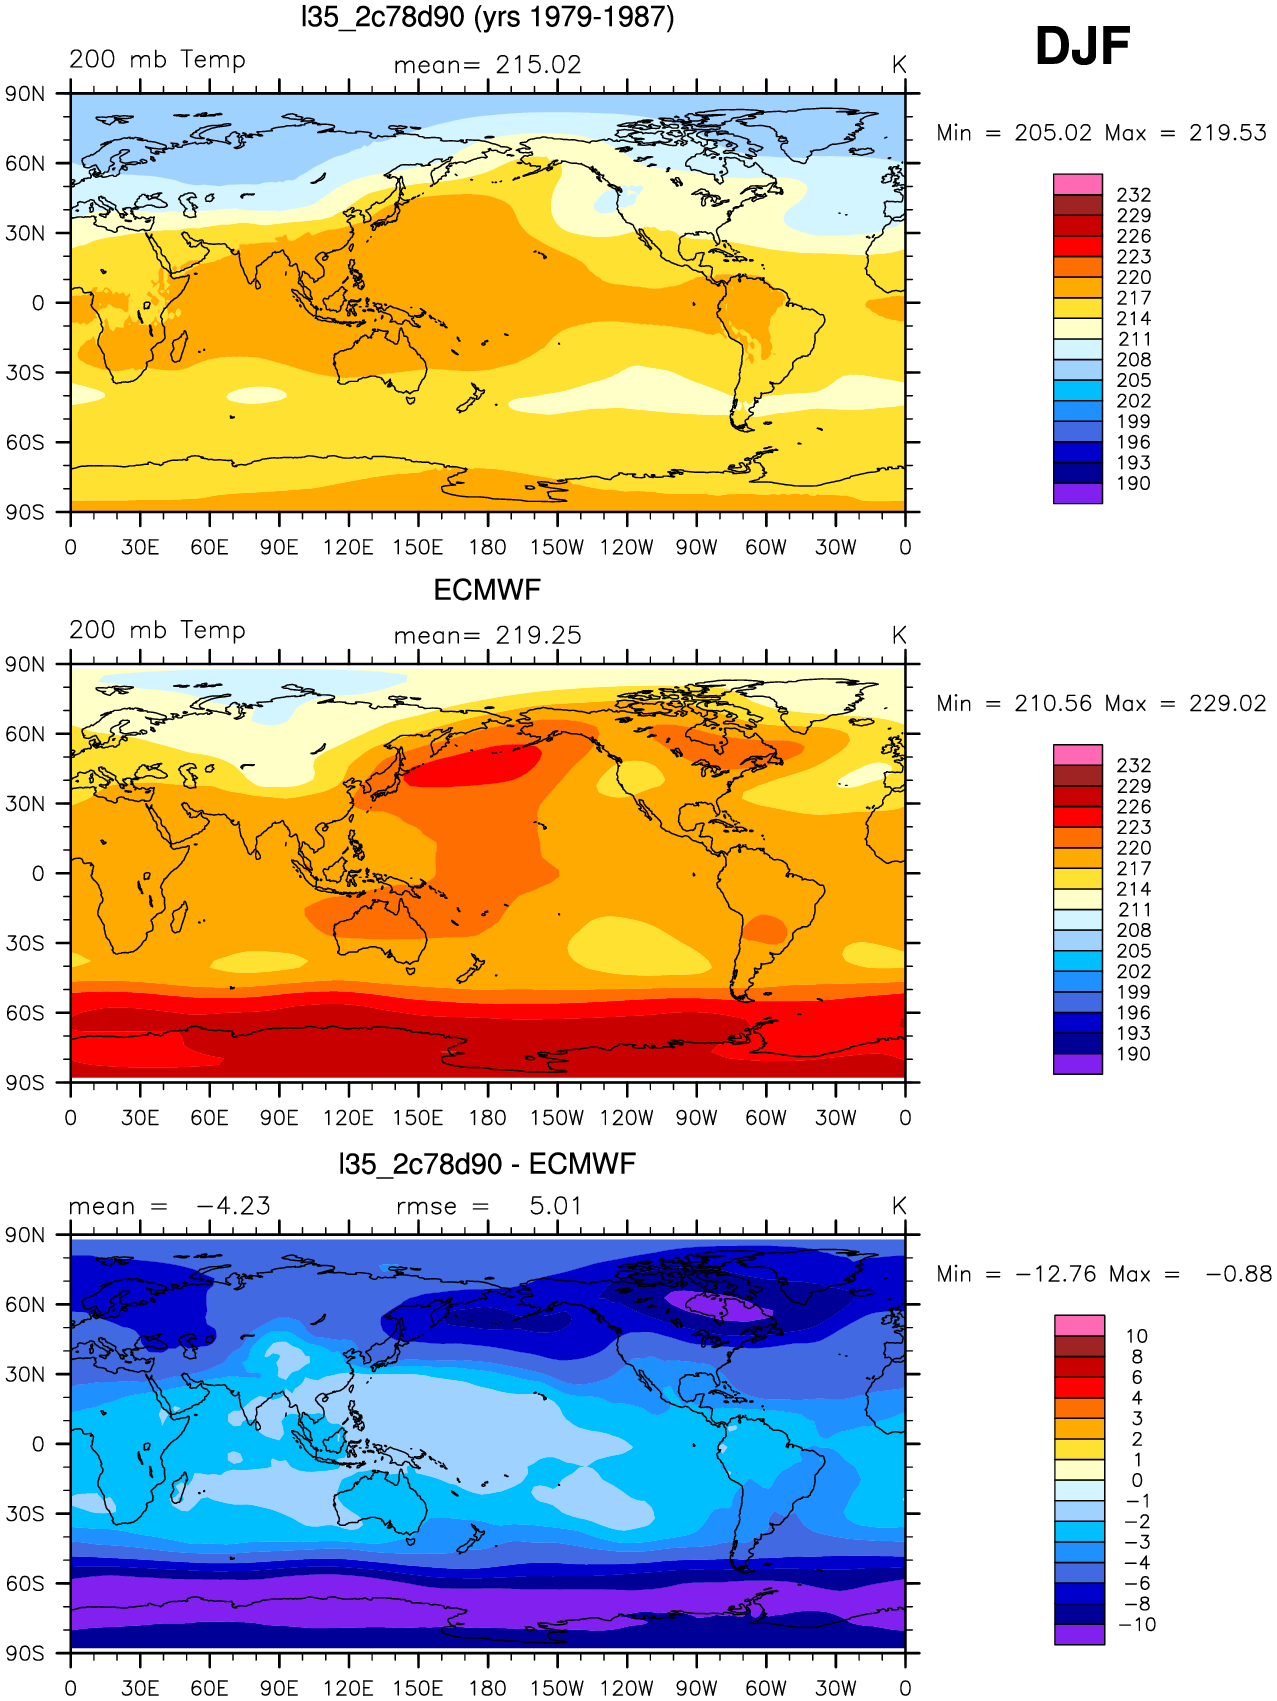 l35_2c78d90 (yrs 1979-1987)
DJF
200 mb Temp mean= 215.02 K
Min = 205.02 Max = 219.53
90N
60N
30N
0
30S
60S
90S
0 30E 60E 90E 120E 150E 180 150W 120W 90W 60W 30W 0
232
229
226
223
220
217
214
211
208
205
202
199
196
193
190
ECMWF
200 mb Temp mean= 219.25 K
Min = 210.56 Max = 229.02
90N
60N
30N
0
30S
60S
90S
0 30E 60E 90E 120E 150E 180 150W 120W 90W 60W 30W 0
232
229
226
223
220
217
214
211
208
205
202
199
196
193
190
l35_2c78d90 - ECMWF
mean = −4.23 rmse = 5.01 K
Min = −12.76 Max = −0.88
90N
60N
30N
0
30S
60S
90S
0 30E 60E 90E 120E 150E 180 150W 120W 90W 60W 30W 0
10
8
6
4
3
2
1
0
−1
−2
−3
−4
−6
−8
−10